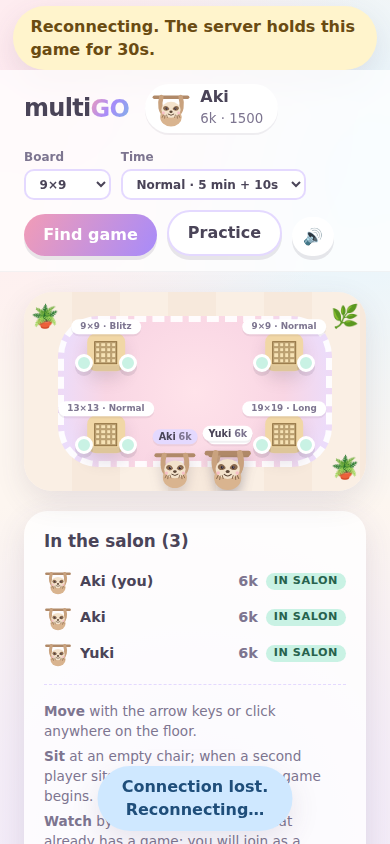 Reconnecting. The server holds this
game for 30s.
multiGO
Aki
6k · 1500
Board
Time
9×9
Normal · 5 min + 10s
Find game
Practice
9×9 · Blitz
9×9 · Normal
13×13 · Normal
19×19 · Long
Aki 6k
Yuki 6k
In the salon (3)
Aki (you) 6k IN SALON
Aki 6k IN SALON
Yuki 6k IN SALON
Move with the arrow keys or click
anywhere on the floor.
Sit at an empty chair; when a second
player game
begins.
Watch at
already has a game; you will join as a
Connection lost.
Reconnecting…